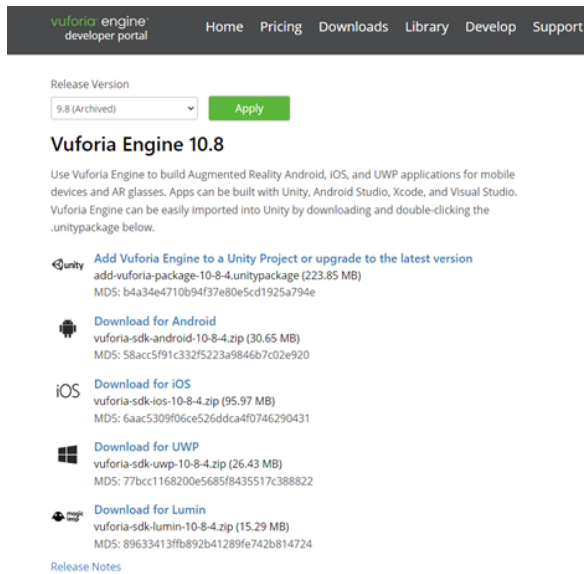 vuforia engine
developer portal
Home Pricing Downloads Library Develop Support
Release Version
9.8 (Archived)
Apply
Vuforia Engine 10.8
Use Vuforia Engine to build Augmented Reality Android, iOS, and UWP applications for mobile
devices and AR glasses. Apps can be built with Unity, Android Studio, Xcode, and Visual Studio.
Vuforia Engine can be easily imported into Unity by downloading and double-clicking the
.unitypackage below.
unity
Add Vuforia Engine to a Unity Project or upgrade to the latest version
add-vuforia-package-10-8-4.unitypackage (223.85 MB)
MD5: b4a34e4710b94f37e80e5cd1925a794e
Download for Android
vuforia-sdk-android-10-8-4.zip (30.65 MB)
MD5: 58acc5f91c332f5223a9846b7c02e920
iOS
Download for iOS
vuforia-sdk-ios-10-8-4.zip (95.97 MB)
MD5: 6aac5309f06ce526ddca4f0746290431
Download for UWP
vuforia-sdk-uwp-10-8-4.zip (26.43 MB)
MD5: 77bcc1168200e5685f8435517c388822
magic
leap
Download for Lumin
vuforia-sdk-lumin-10-8-4.zip (15.29 MB)
MD5: 89633413ffb892b41289fe742b814724
Release Notes